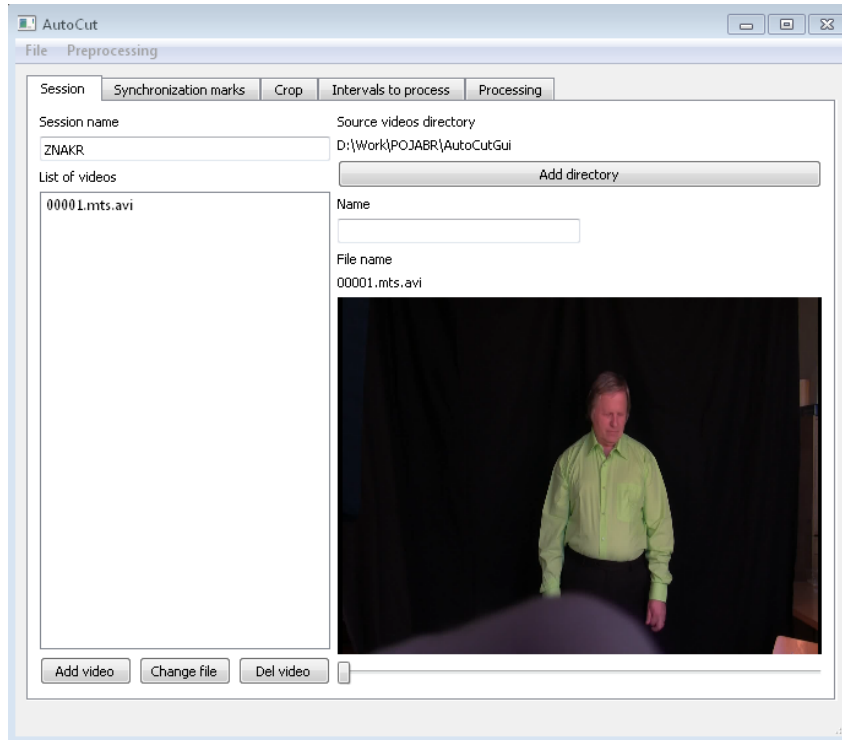 AutoCut
File Preprocessing
Session Synchronization marks Crop Intervals to process Processing
Session name
ZNAKR
List of videos
00001.mts.avi
Source videos directory
D:\Work\POJABR\AutoCutGui
Add directory
Name
File name
00001.mts.avi
Add video Change file Del video